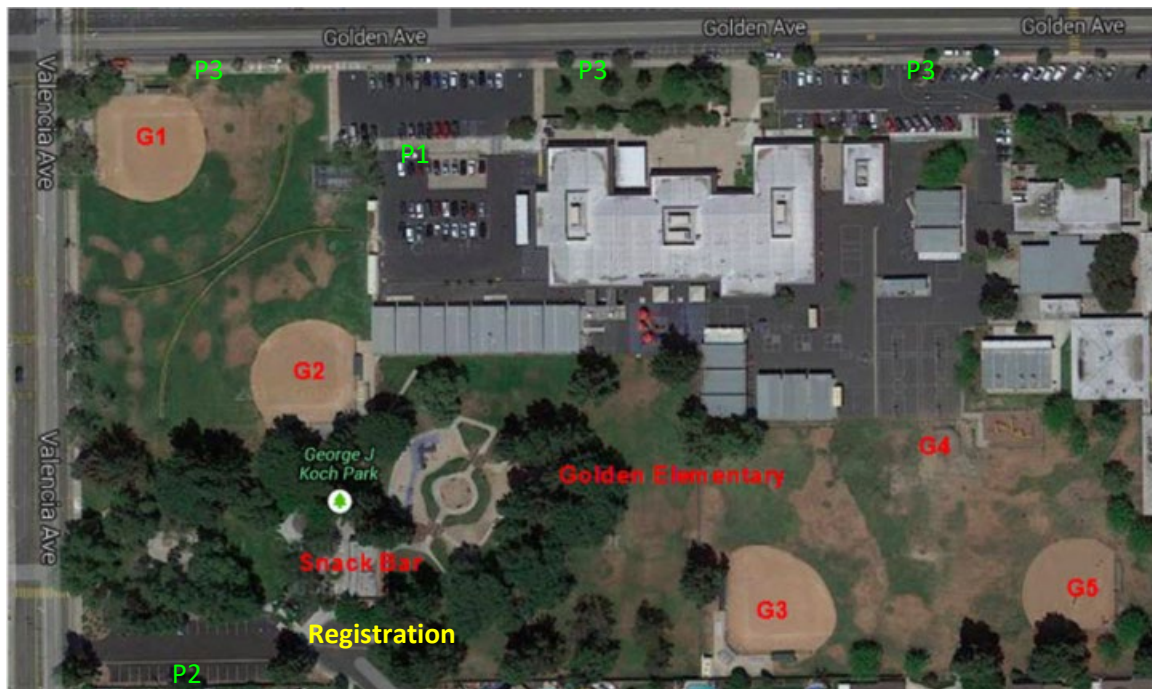 Golden Ave
Golden Ave
Golden Ave
P3
P3
P3
Valencia Ave
G1
P1
G2
George J
Koch Park
G4
Golden Elementary
Valencia Ave
Snack Bar
G3
G5
Registration
P2